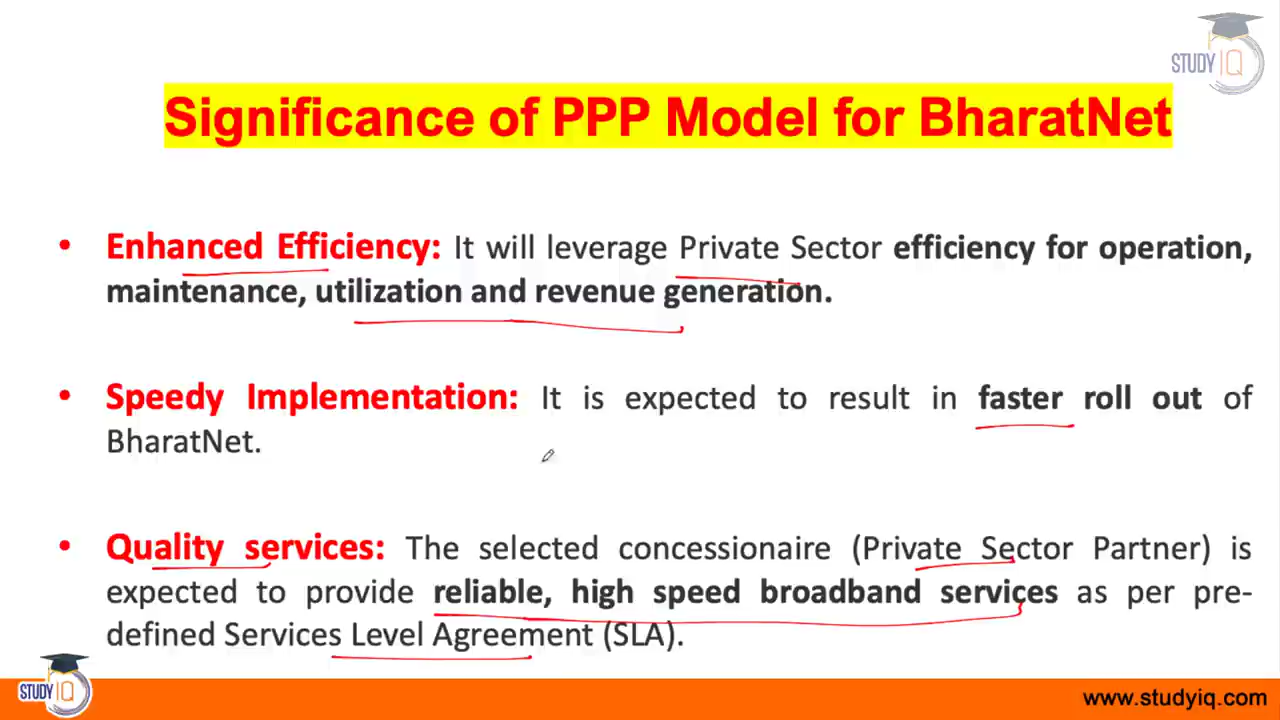 STUDY IQ
Significance of PPP Model for BharatNet
• Enhanced Efficiency: It will leverage Private Sector efficiency for operation,
maintenance, utilization and revenue generation.
• Speedy Implementation: It is expected to result in faster roll out of
BharatNet.
• Quality services: The selected concessionaire (Private Sector Partner) is
expected to provide reliable, high speed broadband services as per pre-
defined Services Level Agreement (SLA).
STUDY IQ
www.studyiq.com